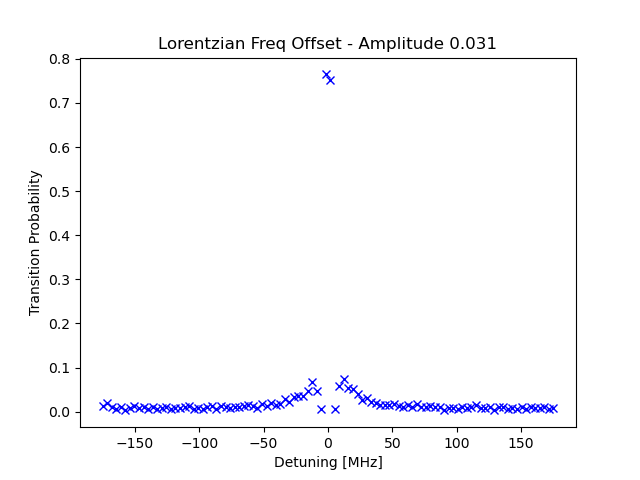 Lorentzian Freq Offset - Amplitude 0.031
0.8
0.7
0.6
0.5
0.4
0.3
0.2
0.1
0.0
Transition Probability
−150 −100 −50 0 50 100 150
Detuning [MHz]